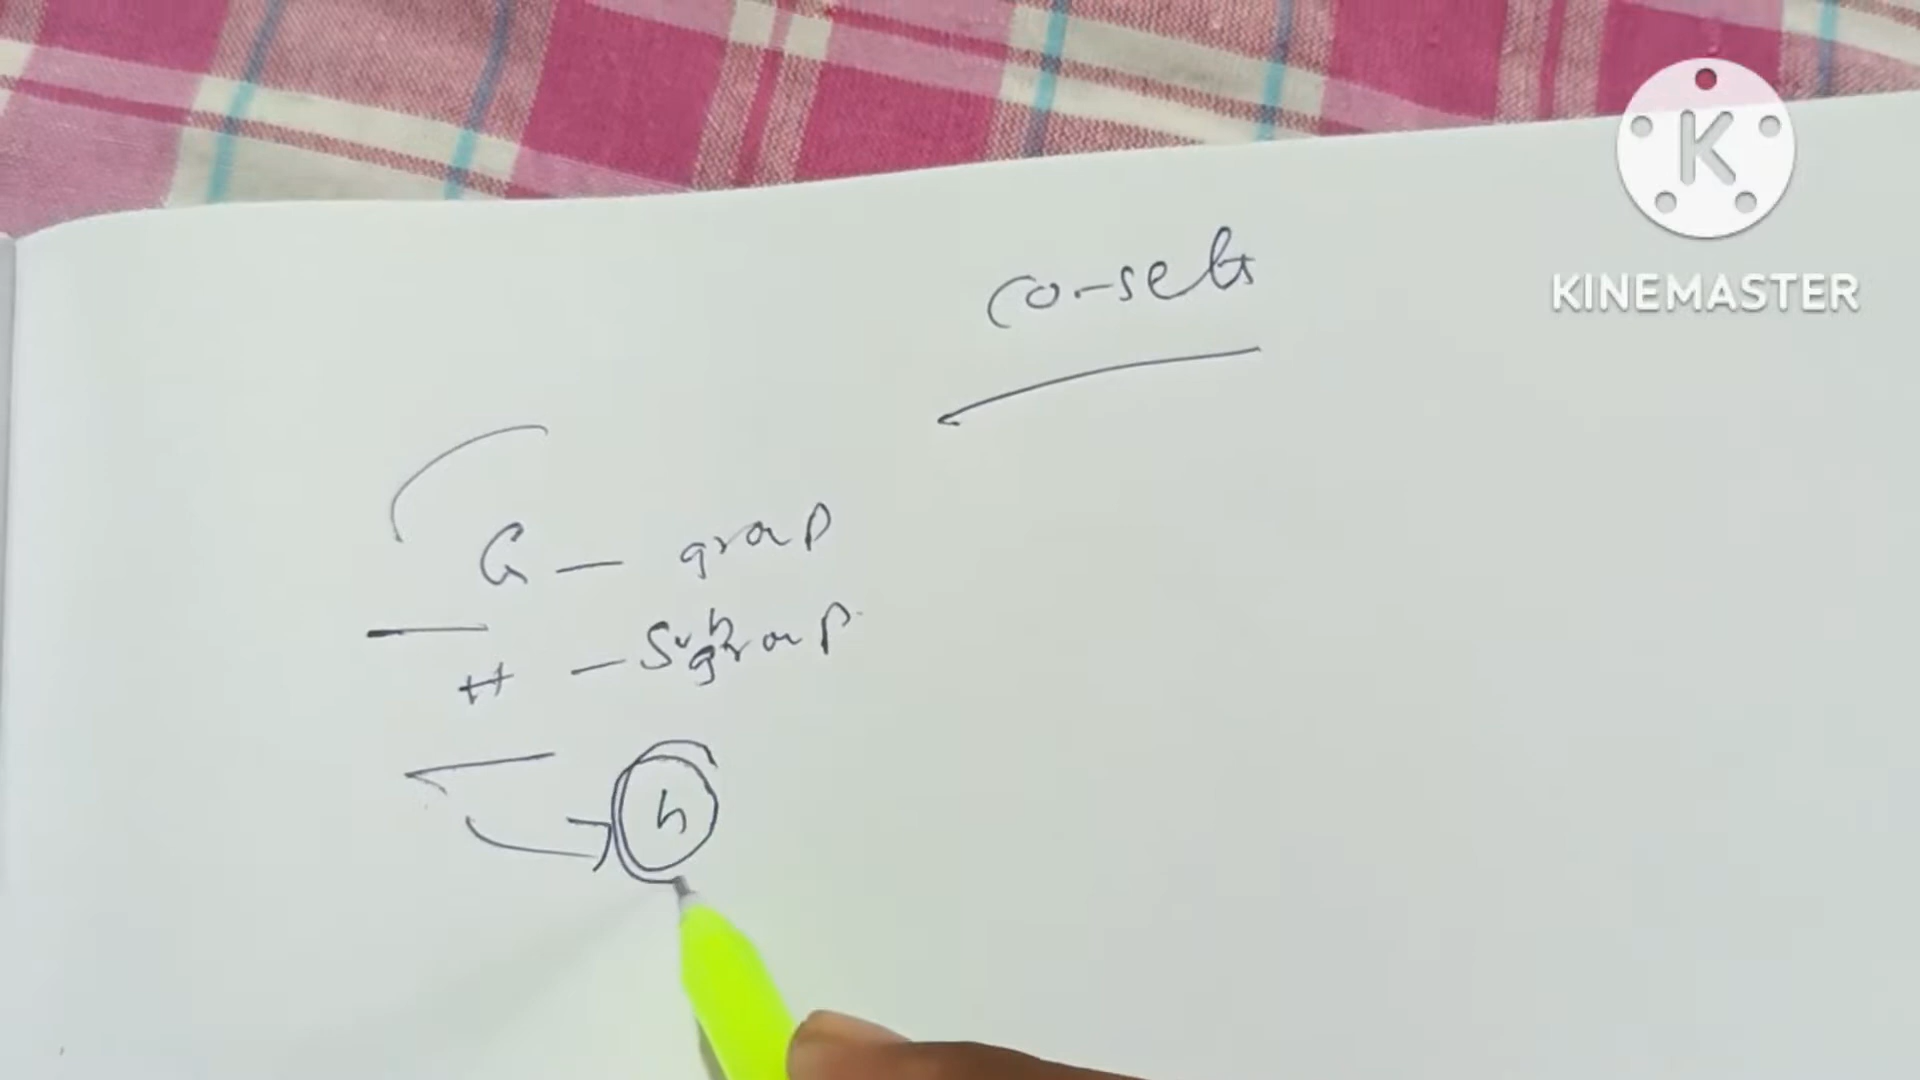 co-sets
K
KINEMASTER
G — group
H — Subgroup
h